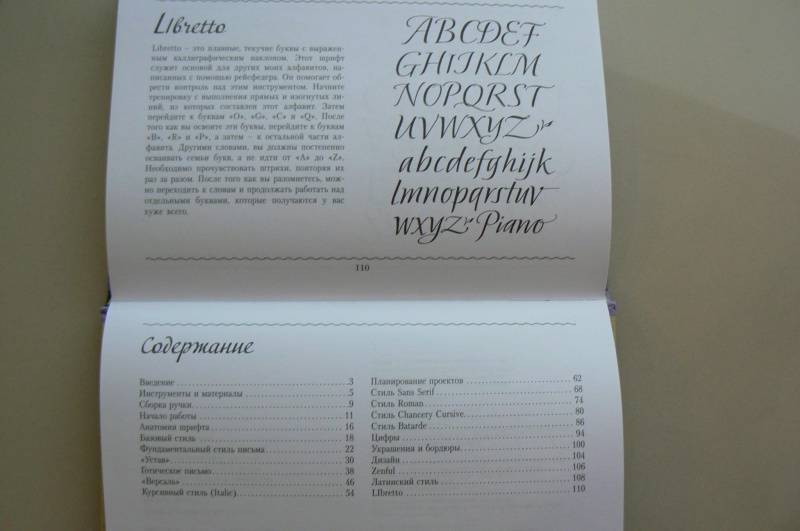 LIbretto
Libretto – это плавные, текучие буквы с выражен-
ным каллиграфическим наклоном. Этот шрифт
служит основой для других моих алфавитов, на-
писанных с помощью рейсфедера. Он помогает об-
рести контроль над этим инструментом. Начните
тренировку с выполнения прямых и изогнутых ли-
ний, из которых составлен этот алфавит. Затем
перейдите к буквам «O», «G», «C» и «Q». После
того как вы освоите эти буквы, перейдите к буквам
«B», «R» и «P», а затем – к остальной части ал-
фавита. Другими словами, вы должны постепенно
осваивать семьи букв, а не идти от «A» до «Z».
Необходимо прочувствовать штрихи, повторяя их
раз за разом. После того как вы разомнетесь, мож-
но переходить к словам и продолжать работать над
отдельными буквами, которые получаются у вас
хуже всего.
ABCDEF
GHIJKLM
NOPQRST
UVWXYZ
abcdefghijk
lmnopqrstuv
wxyz Piano
110
Содержание
Введение 3
Инструменты и материалы 5
Сборка ручки 9
Начало работы 11
Анатомия шрифта 16
Базовый стиль 18
Фундаментальный стиль письма 22
«Устав» 30
Готическое письмо 38
«Версаль» 46
Курсивный стиль (Italic) 54
Планирование проектов 62
Стиль Sans Serif 68
Стиль Roman 74
Стиль Chancery Cursive 80
Стиль Batarde 86
Цифры 94
Украшения и бордюры 100
Дизайн 104
Zenful 106
Латинский стиль 108
LIbretto 110